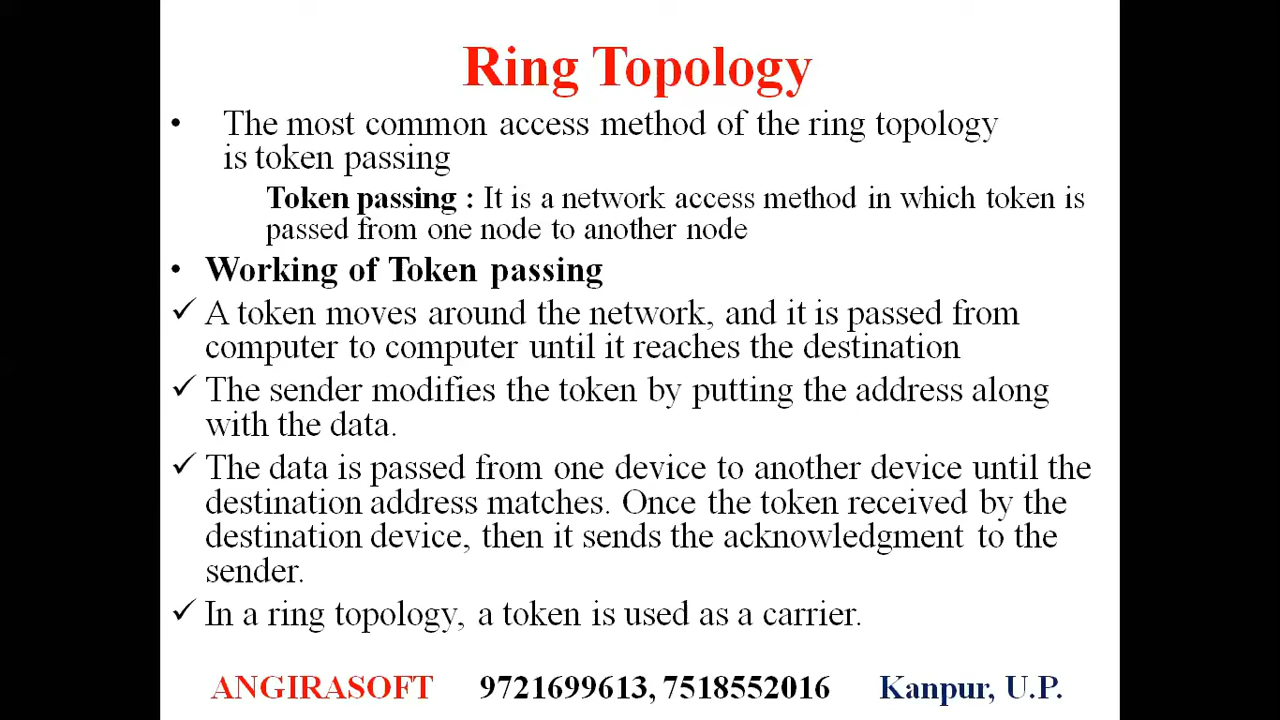 Ring Topology
• The most common access method of the ring topology
is token passing
Token passing : It is a network access method in which token is
passed from one node to another node
• Working of Token passing
✓ A token moves around the network, and it is passed from
computer to computer until it reaches the destination
✓ The sender modifies the token by putting the address along
with the data.
✓ The data is passed from one device to another device until the
destination address matches. Once the token received by the
destination device, then it sends the acknowledgment to the
sender.
✓ In a ring topology, a token is used as a carrier.
ANGIRASOFT 9721699613, 7518552016 Kanpur, U.P.